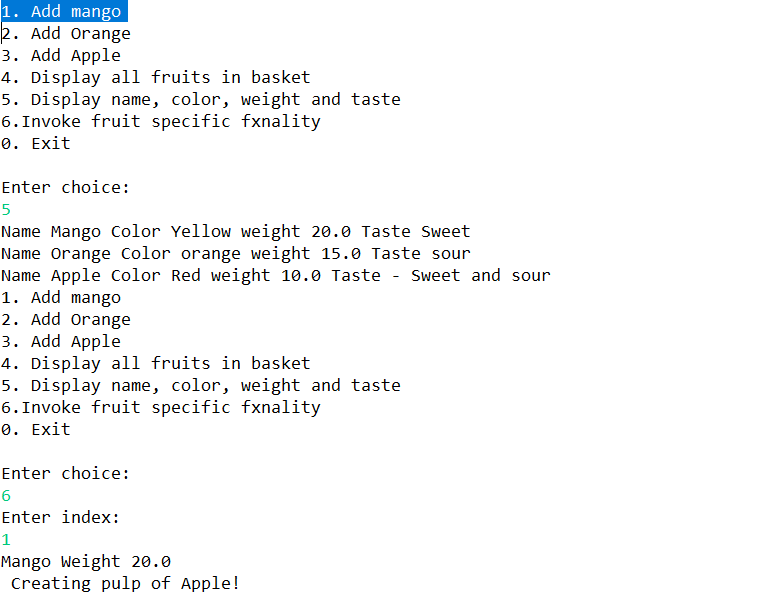 1. Add mango
2. Add Orange
3. Add Apple
4. Display all fruits in basket
5. Display name, color, weight and taste
6.Invoke fruit specific fxnality
0. Exit

Enter choice:
5
Name Mango Color Yellow weight 20.0 Taste Sweet
Name Orange Color orange weight 15.0 Taste sour
Name Apple Color Red weight 10.0 Taste - Sweet and sour
1. Add mango
2. Add Orange
3. Add Apple
4. Display all fruits in basket
5. Display name, color, weight and taste
6.Invoke fruit specific fxnality
0. Exit

Enter choice:
6
Enter index:
1
Mango Weight 20.0
 Creating pulp of Apple!